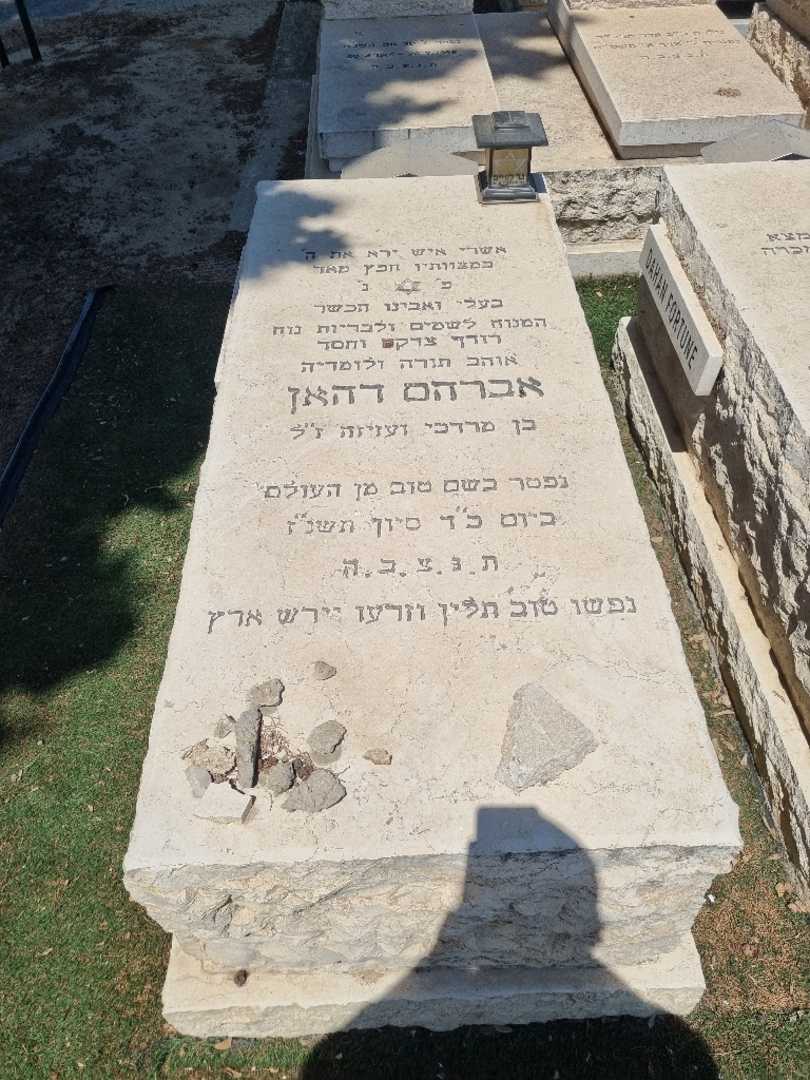 ת נ צ ב ה
ת נ צ ב ה
אשרי איש ירא את ה'
במצוותיו חפץ מאד
פ נ
בעלי ואבינו הכשר
המנוח לשמים ולבריות נוח
רודף צדקה וחסד
אוהב תורה ולומדיה
אברהם דהאן
בן מרדכי ועזיזה ז"ל
נפטר בשם טוב מן העולם
ביום כ"ד סיון תשנ"ז
ת.נ.צ.ב.ה
נפשו טוב תלין וזרעו יירש ארץ
DAHAN FORTUNE